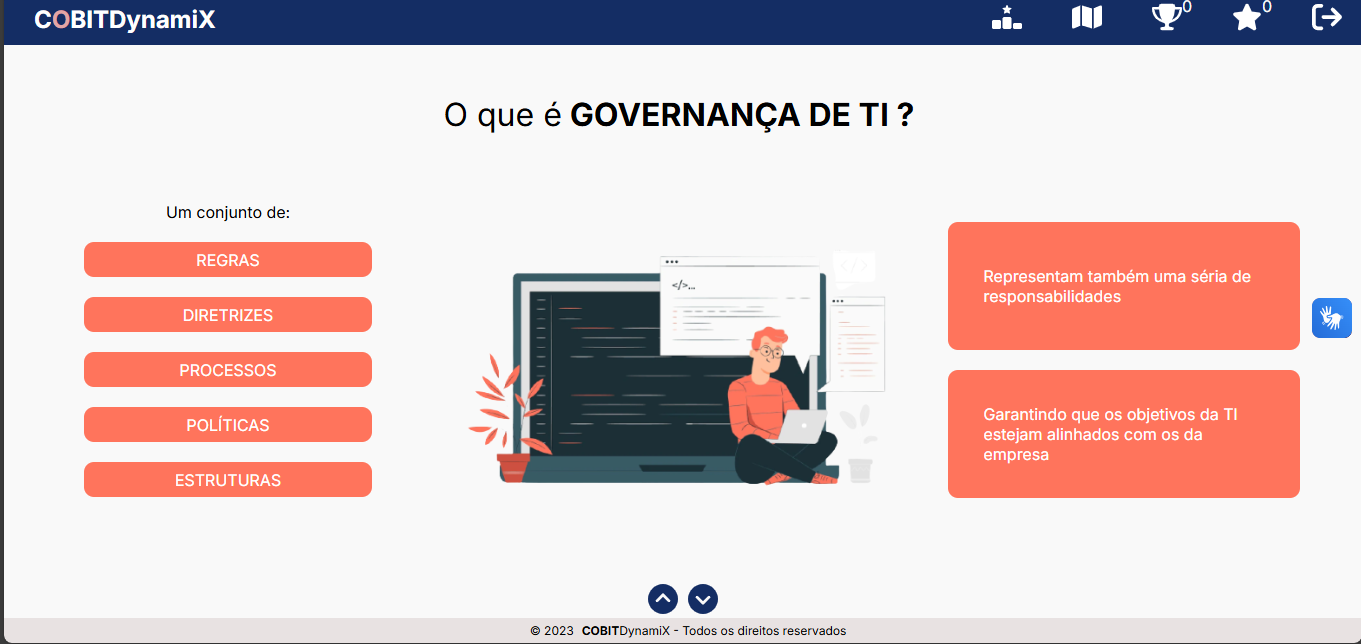 COBITDynamiX
0
0
O que é GOVERNANÇA DE TI ?
Um conjunto de:
REGRAS
DIRETRIZES
PROCESSOS
POLÍTICAS
ESTRUTURAS
</>...
</>
Representam também uma séria de
responsabilidades
Garantindo que os objetivos da TI
estejam alinhados com os da
empresa
© 2023 COBITDynamiX - Todos os direitos reservados